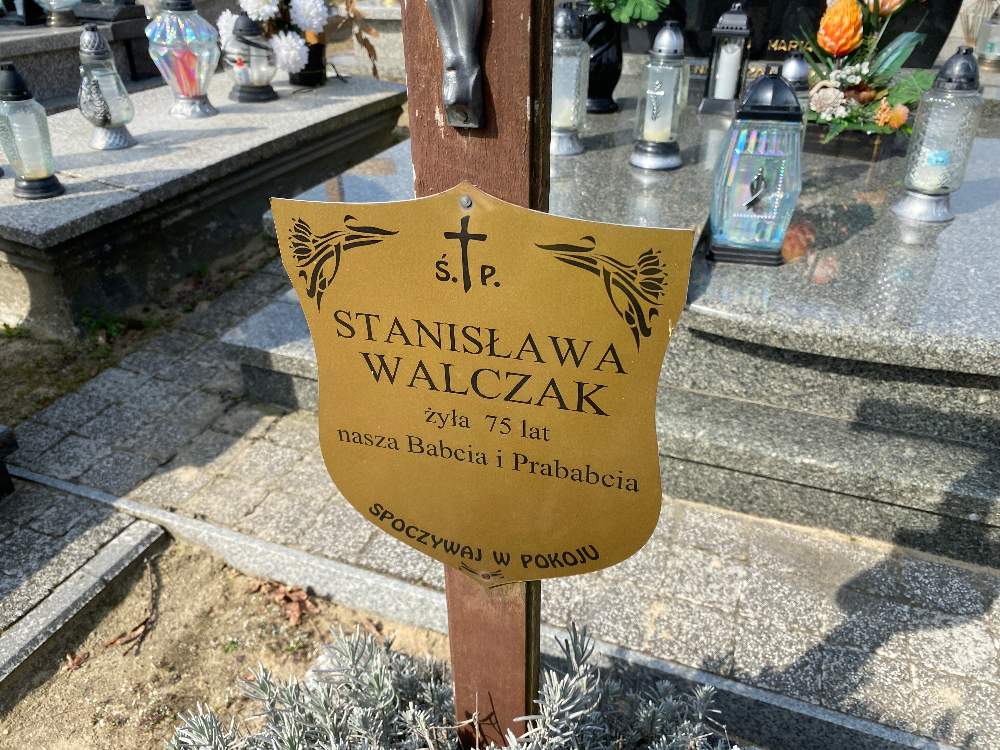 Ś. P.
STANISŁAWA
WALCZAK
żyła 75 lat
nasza Babcia i Prababcia
SPOCZYWAJ W POKOJU